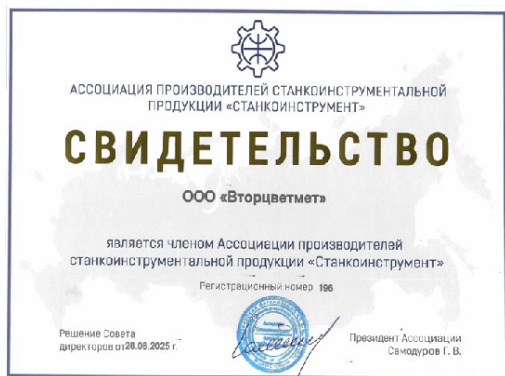 АССОЦИАЦИЯ ПРОИЗВОДИТЕЛЕЙ СТАНКОИНСТРУМЕНТАЛЬНОЙ
ПРОДУКЦИИ «СТАНКОИНСТРУМЕНТ»
СВИДЕТЕЛЬСТВО
ООО «Вторцветмет»
является членом Ассоциации производителей
станкоинструментальной продукции «Станкоинструмент»
Регистрационный номер 196
Решение Совета
директоров от 28.06.2025 г.
Президент Ассоциации
Самодуров Г. В.